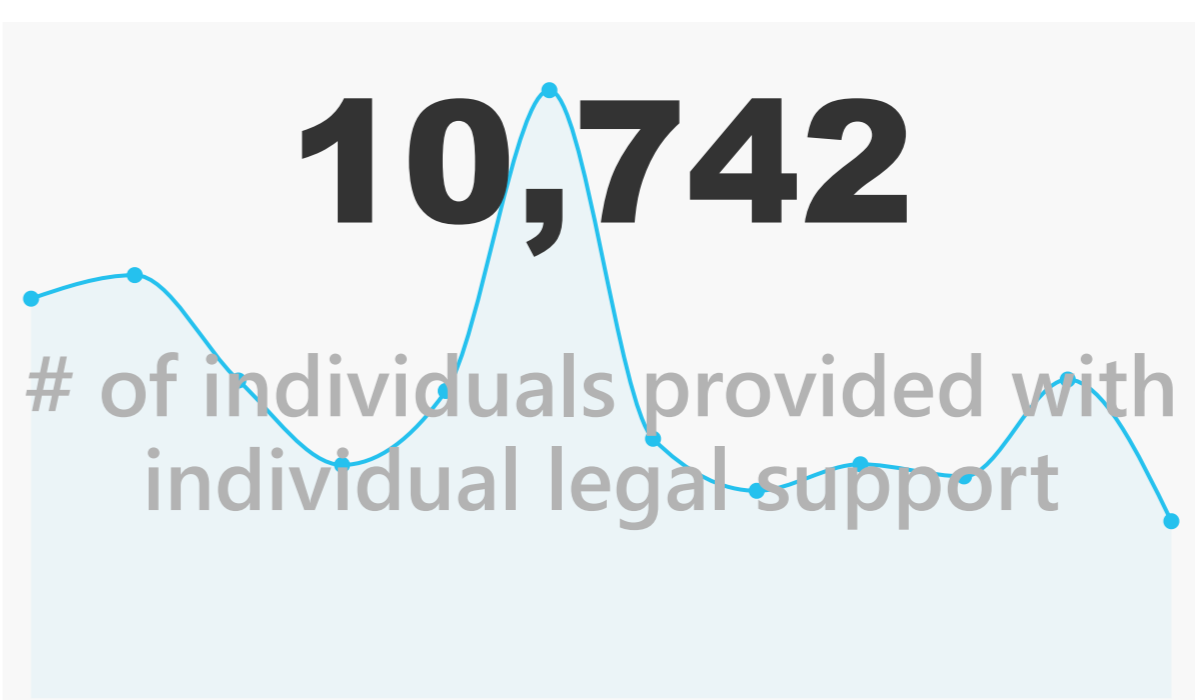 10,742
# of individuals provided with
individual legal support